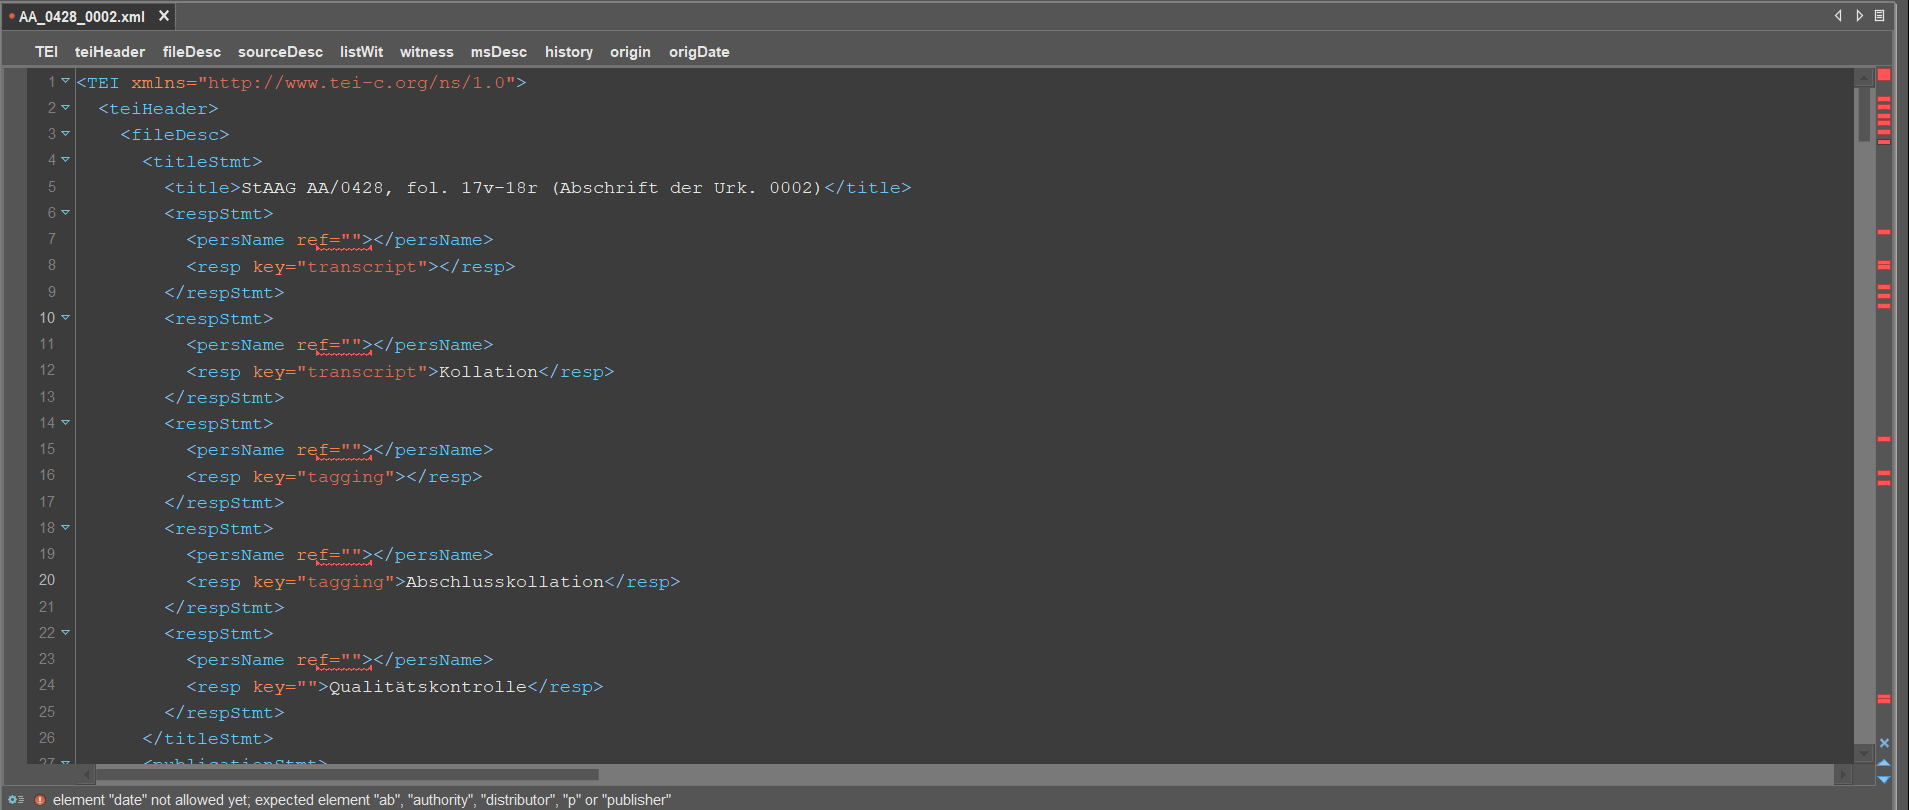 AA_0428_0002.xml
TEI teiHeader fileDesc sourceDesc listWit witness msDesc history origin origDate
1 <TEI xmlns="http://www.tei-c.org/ns/1.0">
2 <teiHeader>
3 <fileDesc>
4 <titleStmt>
5 <title>StAAG AA/0428, fol. 17v-18r (Abschrift der Urk. 0002)</title>
6 <respStmt>
7 <persName ref=""></persName>
8 <resp key="transcript"></resp>
9 </respStmt>
10 <respStmt>
11 <persName ref=""></persName>
12 <resp key="transcript">Kollation</resp>
13 </respStmt>
14 <respStmt>
15 <persName ref=""></persName>
16 <resp key="tagging"></resp>
17 </respStmt>
18 <respStmt>
19 <persName ref=""></persName>
20 <resp key="tagging">Abschlusskollation</resp>
21 </respStmt>
22 <respStmt>
23 <persName ref=""></persName>
24 <resp key="">Qualitätskontrolle</resp>
25 </respStmt>
26 </titleStmt>
27 <publicationStmt>
element "date" not allowed yet; expected element "ab", "authority", "distributor", "p" or "publisher"